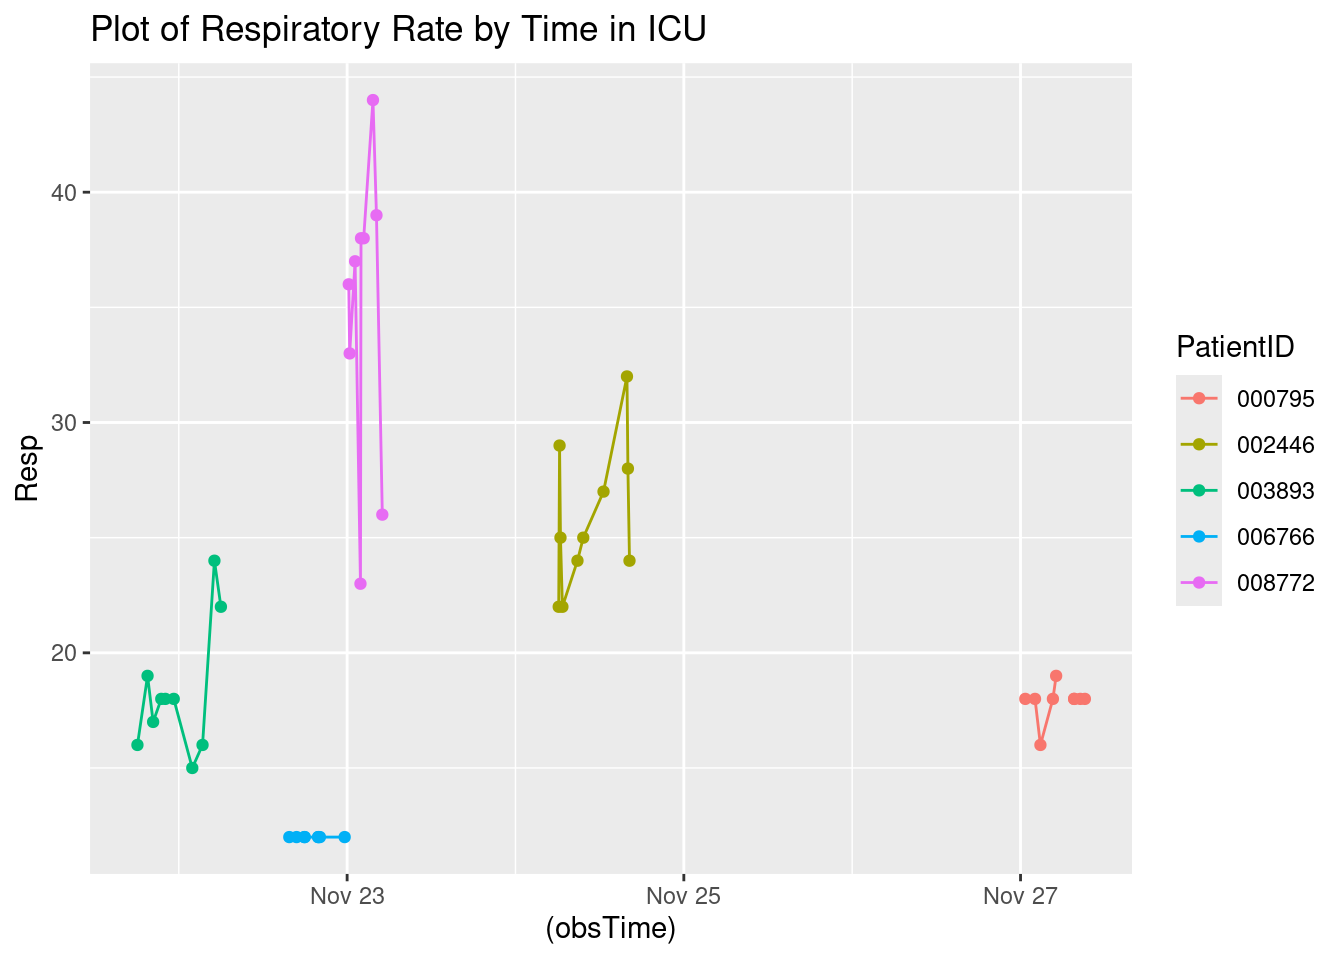 Plot of Respiratory Rate by Time in ICU
40
30
20
Resp
Nov 23
Nov 25
Nov 27
(obsTime)
PatientID
000795
002446
003893
006766
008772